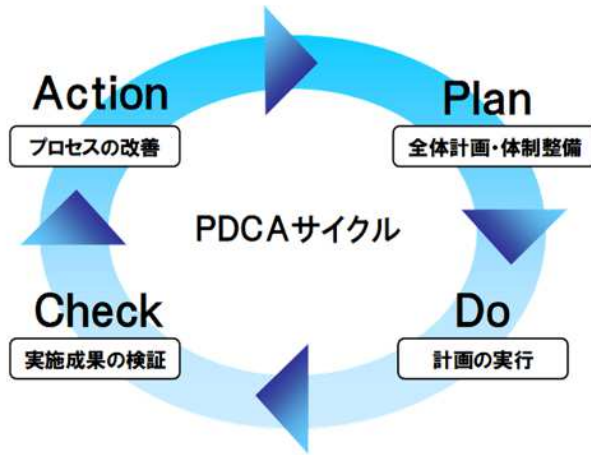 Action
プロセスの改善
Plan
全体計画・体制整備
PDCAサイクル
Check
実施成果の検証
Do
計画の実行